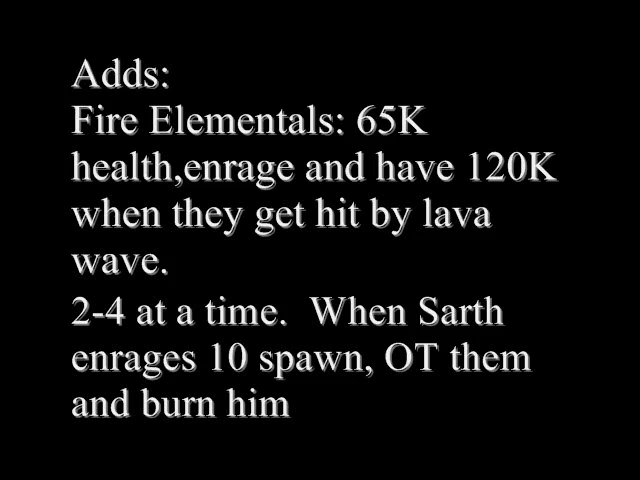 Adds:
Fire Elementals: 65K
health,enrage and have 120K
when they get hit by lava
wave.
2-4 at a time.  When Sarth
enrages 10 spawn, OT them
and burn him